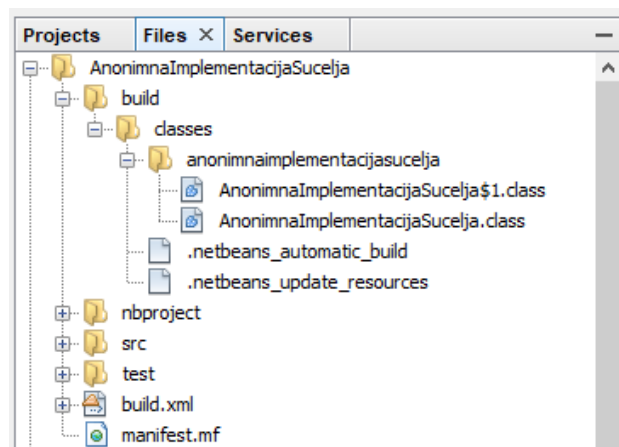 Projects Files Services
AnonimnaImplementacijaSucelja
build
classes
anonimnaimplementacijasucelja
AnonimnaImplementacijaSucelja$1.class
AnonimnaImplementacijaSucelja.class
.netbeans_automatic_build
.netbeans_update_resources
nbproject
src
test
build.xml
manifest.mf